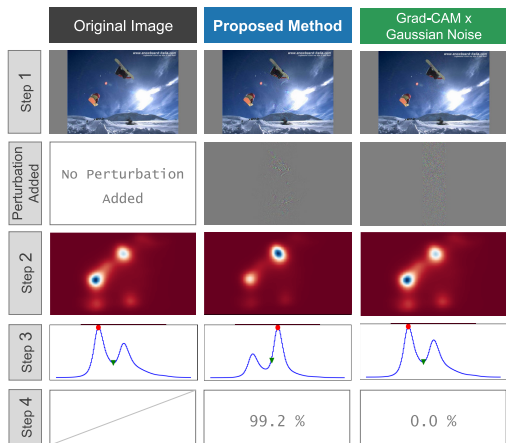 Original Image
Proposed Method
Grad-CAM x
Gaussian Noise
Step 1
Perturbation
Added
No Perturbation
Added
Step 2
Step 3
Step 4
99.2 %
0.0 %